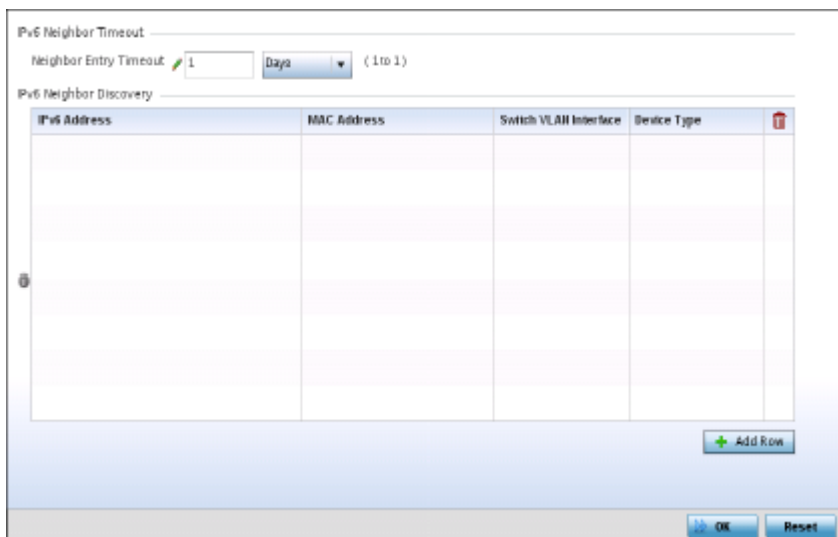 IPv6 Neighbor Timeout
Neighbor Entry Timeout 1 Days (1 to 1)
IPv6 Neighbor Discovery
IPv6 Address MAC Address Switch VLAN Interface Device Type
Add Row
OK Reset